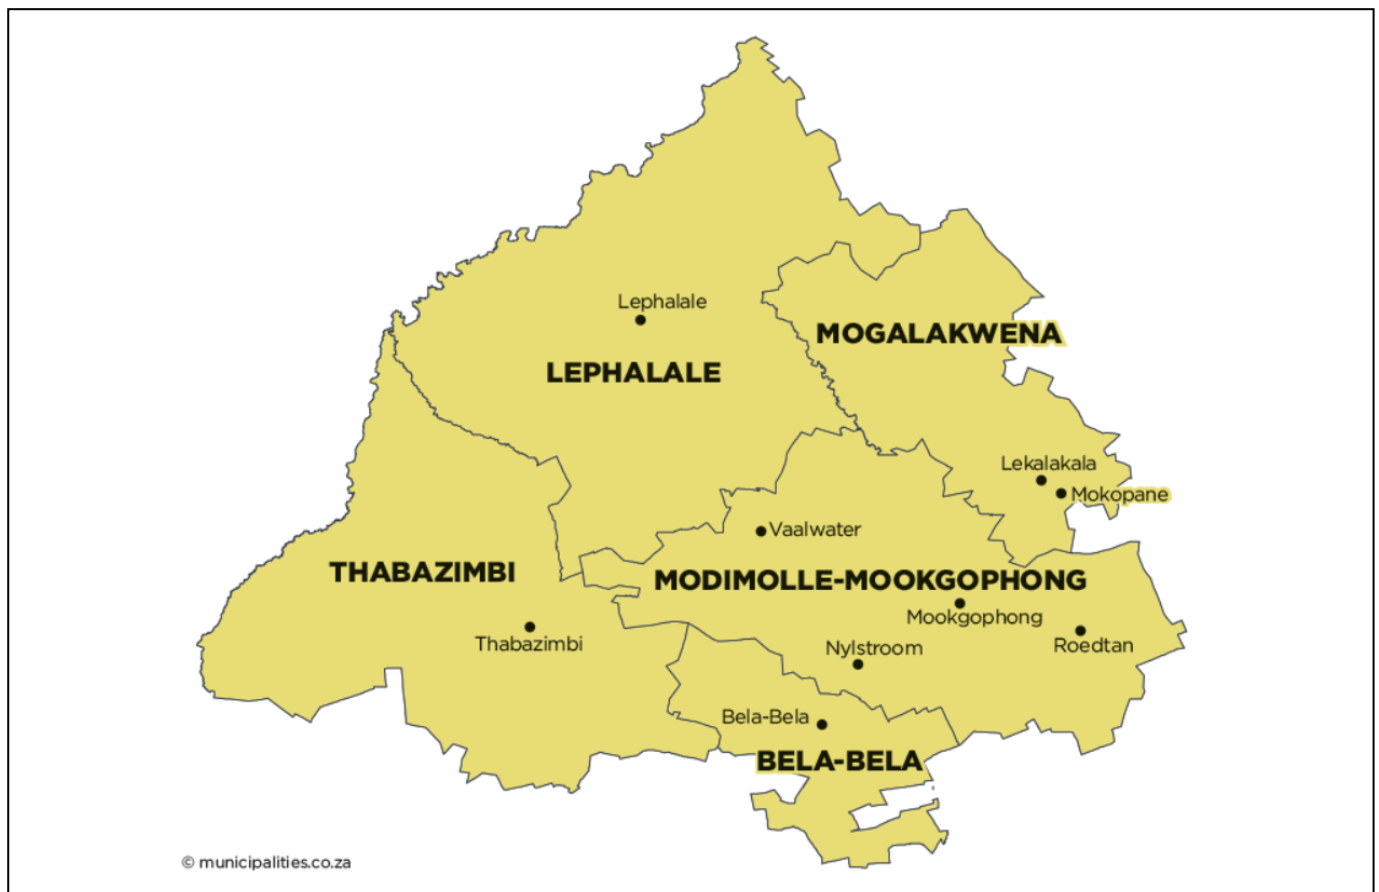 Lephalale
MOGALAKWENA
LEPHALALE
Lekalakala
Mokopane
Vaalwater
THABAZIMBI
MODIMOLLE-MOOKGOPHONG
Mookgophong
Thabazimbi
Roedtan
Nylstroom
Bela-Bela
BELA-BELA
© municipalities.co.za